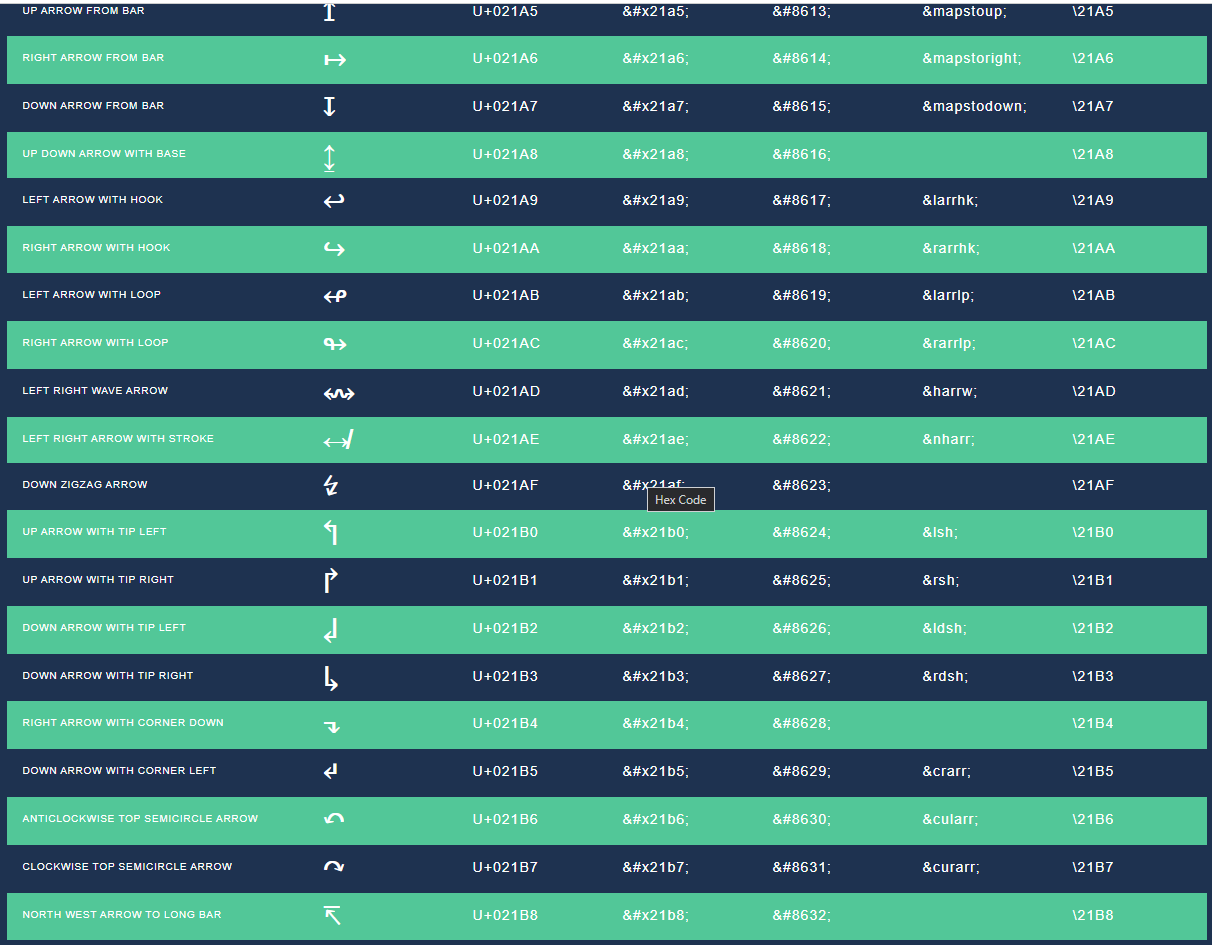 UP ARROW FROM BAR ↥ U+021A5 &#x21a5; &#8613; &mapstoup; \21A5
RIGHT ARROW FROM BAR ↦ U+021A6 &#x21a6; &#8614; &mapstoright; \21A6
DOWN ARROW FROM BAR ↧ U+021A7 &#x21a7; &#8615; &mapstodown; \21A7
UP DOWN ARROW WITH BASE ↨ U+021A8 &#x21a8; &#8616; \21A8
LEFT ARROW WITH HOOK ↩ U+021A9 &#x21a9; &#8617; &larrhk; \21A9
RIGHT ARROW WITH HOOK ↪ U+021AA &#x21aa; &#8618; &rarrhk; \21AA
LEFT ARROW WITH LOOP ↫ U+021AB &#x21ab; &#8619; &larrlp; \21AB
RIGHT ARROW WITH LOOP ↬ U+021AC &#x21ac; &#8620; &rarrlp; \21AC
LEFT RIGHT WAVE ARROW ↭ U+021AD &#x21ad; &#8621; &harrw; \21AD
LEFT RIGHT ARROW WITH STROKE ↮ U+021AE &#x21ae; &#8622; &nharr; \21AE
DOWN ZIGZAG ARROW ↯ U+021AF &#x21af; &#8623; \21AF
Hex Code
UP ARROW WITH TIP LEFT ↰ U+021B0 &#x21b0; &#8624; &lsh; \21B0
UP ARROW WITH TIP RIGHT ↱ U+021B1 &#x21b1; &#8625; &rsh; \21B1
DOWN ARROW WITH TIP LEFT ↲ U+021B2 &#x21b2; &#8626; &ldsh; \21B2
DOWN ARROW WITH TIP RIGHT ↳ U+021B3 &#x21b3; &#8627; &rdsh; \21B3
RIGHT ARROW WITH CORNER DOWN ↴ U+021B4 &#x21b4; &#8628; \21B4
DOWN ARROW WITH CORNER LEFT ↵ U+021B5 &#x21b5; &#8629; &crarr; \21B5
ANTICLOCKWISE TOP SEMICIRCLE ARROW ↶ U+021B6 &#x21b6; &#8630; &cularr; \21B6
CLOCKWISE TOP SEMICIRCLE ARROW ↷ U+021B7 &#x21b7; &#8631; &curarr; \21B7
NORTH WEST ARROW TO LONG BAR ↸ U+021B8 &#x21b8; &#8632; \21B8